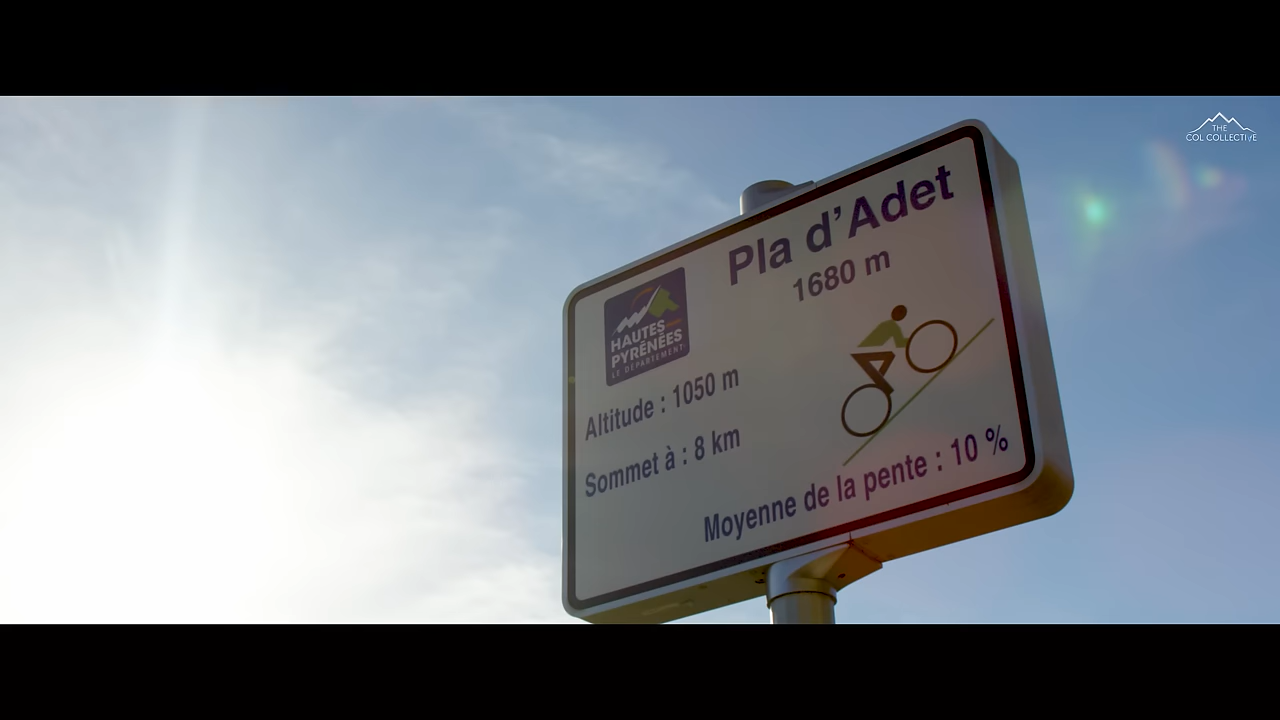 THE
COL COLLECTIVE
Pla d'Adet
1680 m
HAUTES
PYRÉNÉES
LE DÉPARTEMENT
Altitude : 1050 m
Sommet à : 8 km
Moyenne de la pente : 10 %